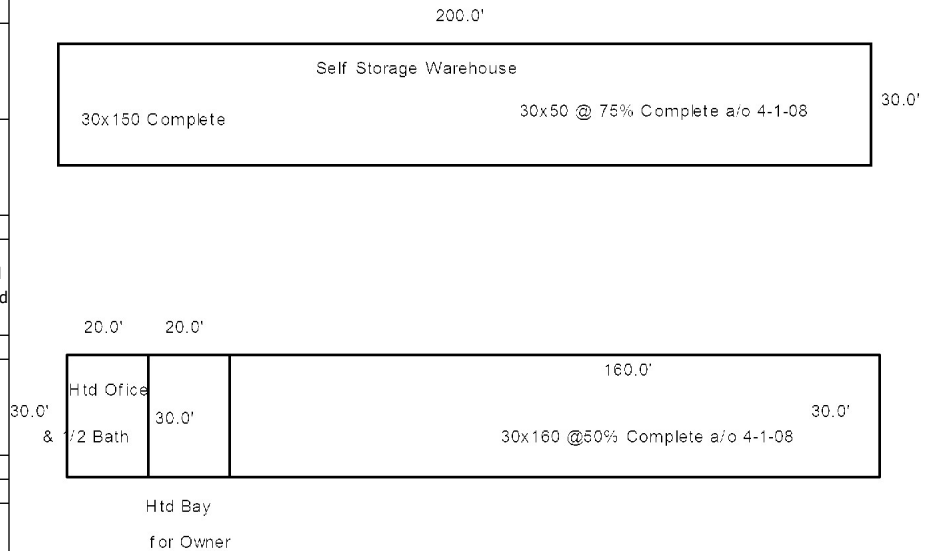 200.0'
Self Storage Warehouse
30x150 Complete
30x50 @ 75% Complete a/o 4-1-08
30.0'
d
20.0'
20.0'
160.0'
Htd Ofice
30.0'
30.0'
30.0'
& 1/2 Bath
30x160 @50% Complete a/o 4-1-08
Htd Bay
for Owner